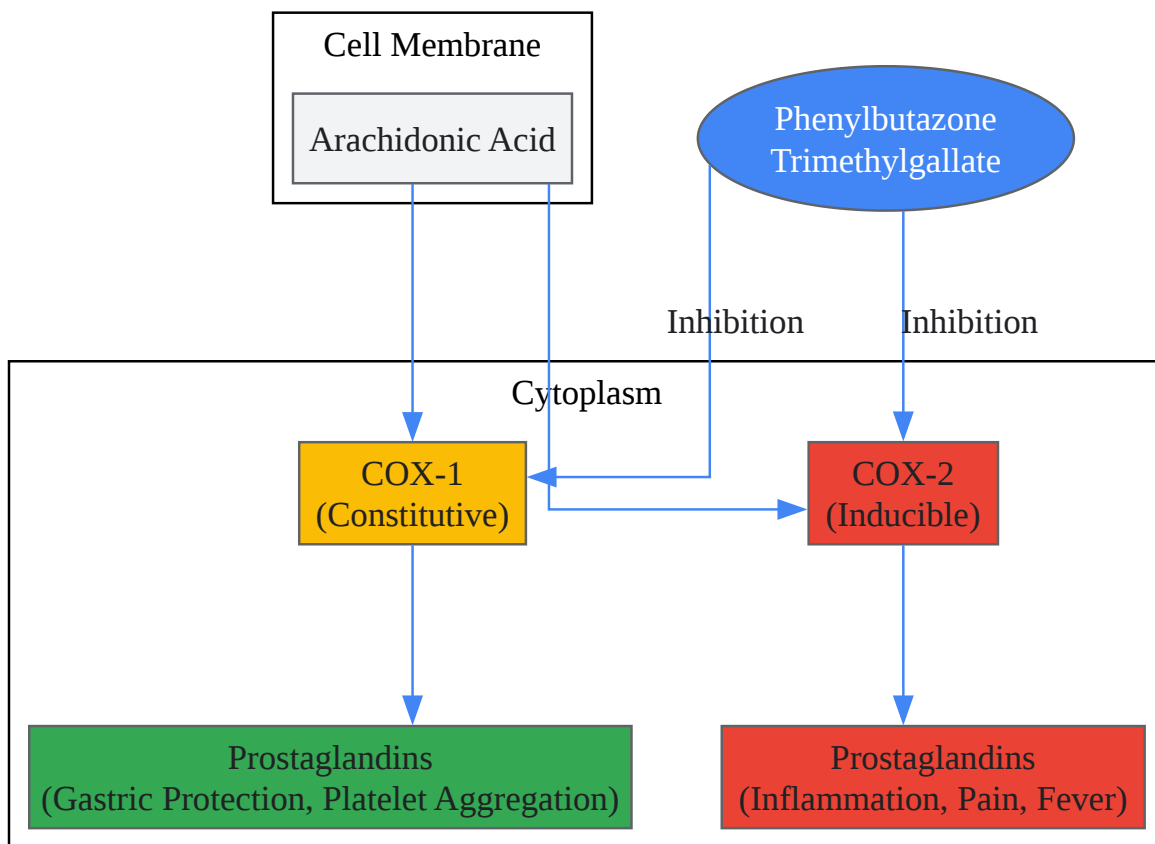 Cell Membrane
Arachidonic Acid
Phenylbutazone
Trimethylgallate
Inhibition
Inhibition
Cytoplasm
COX-1
(Constitutive)
COX-2
(Inducible)
Prostaglandins
(Gastric Protection, Platelet Aggregation)
Prostaglandins
(Inflammation, Pain, Fever)